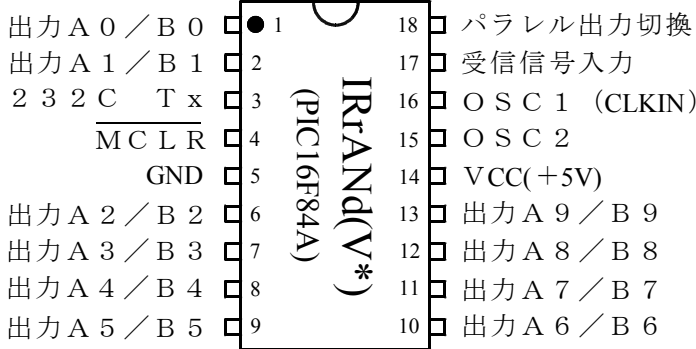 出力Ａ０／Ｂ０ 1 18 パラレル出力切換
出力Ａ１／Ｂ１ 2 17 受信信号入力
２３２Ｃ　Ｔｘ 3 16 ＯＳＣ１ (CLKIN)
ＭＣＬＲ 4 15 ＯＳＣ２
GND 5 14 ＶCC(＋5V)
出力Ａ２／Ｂ２ 6 13 出力Ａ９／Ｂ９
出力Ａ３／Ｂ３ 7 12 出力Ａ８／Ｂ８
出力Ａ４／Ｂ４ 8 11 出力Ａ７／Ｂ７
出力Ａ５／Ｂ５ 9 10 出力Ａ６／Ｂ６
IRrANd(V*)
(PIC16F84A)